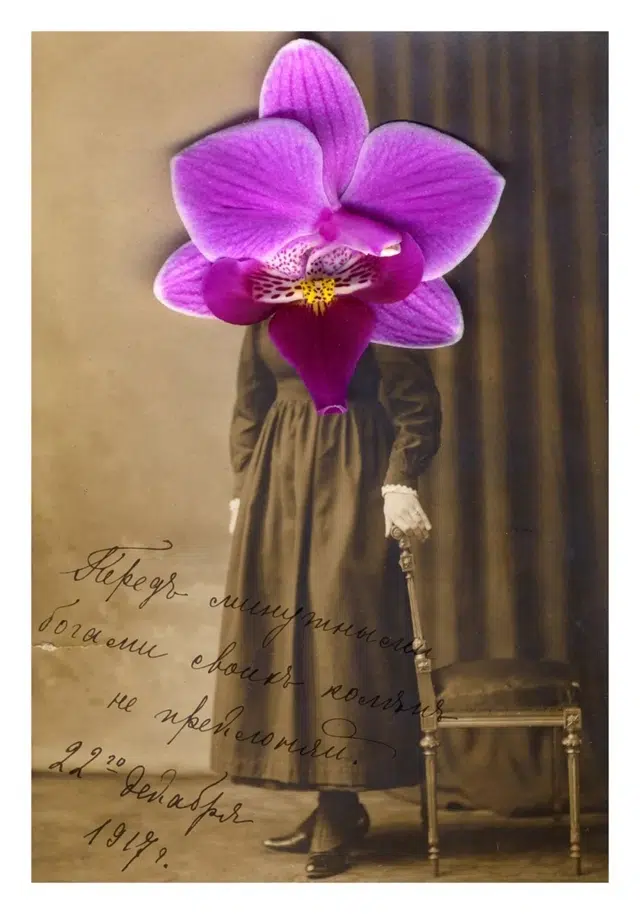 Передъ минутными
богами своихъ колѣнъ
не преклоняй.
22го декабря
1917 г.